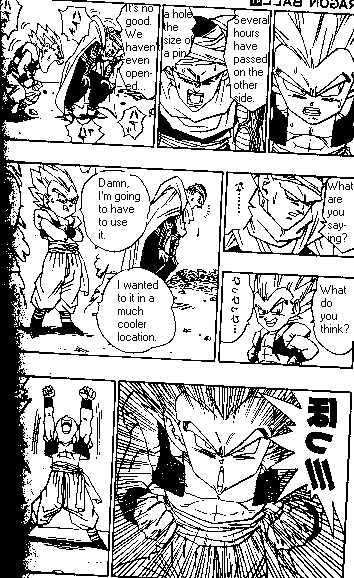 DRAGON BALL
Several
hours
have
passed
on the
other
side.
a hole
the
size of
a pin.
It's no
good.
We
haven't
even
open-
ed...
What
are
you
say-
ing?
What
do
you
think?
Damn,
I'm going
to have
to use
it.
I wanted
to it in a
much
cooler
location.